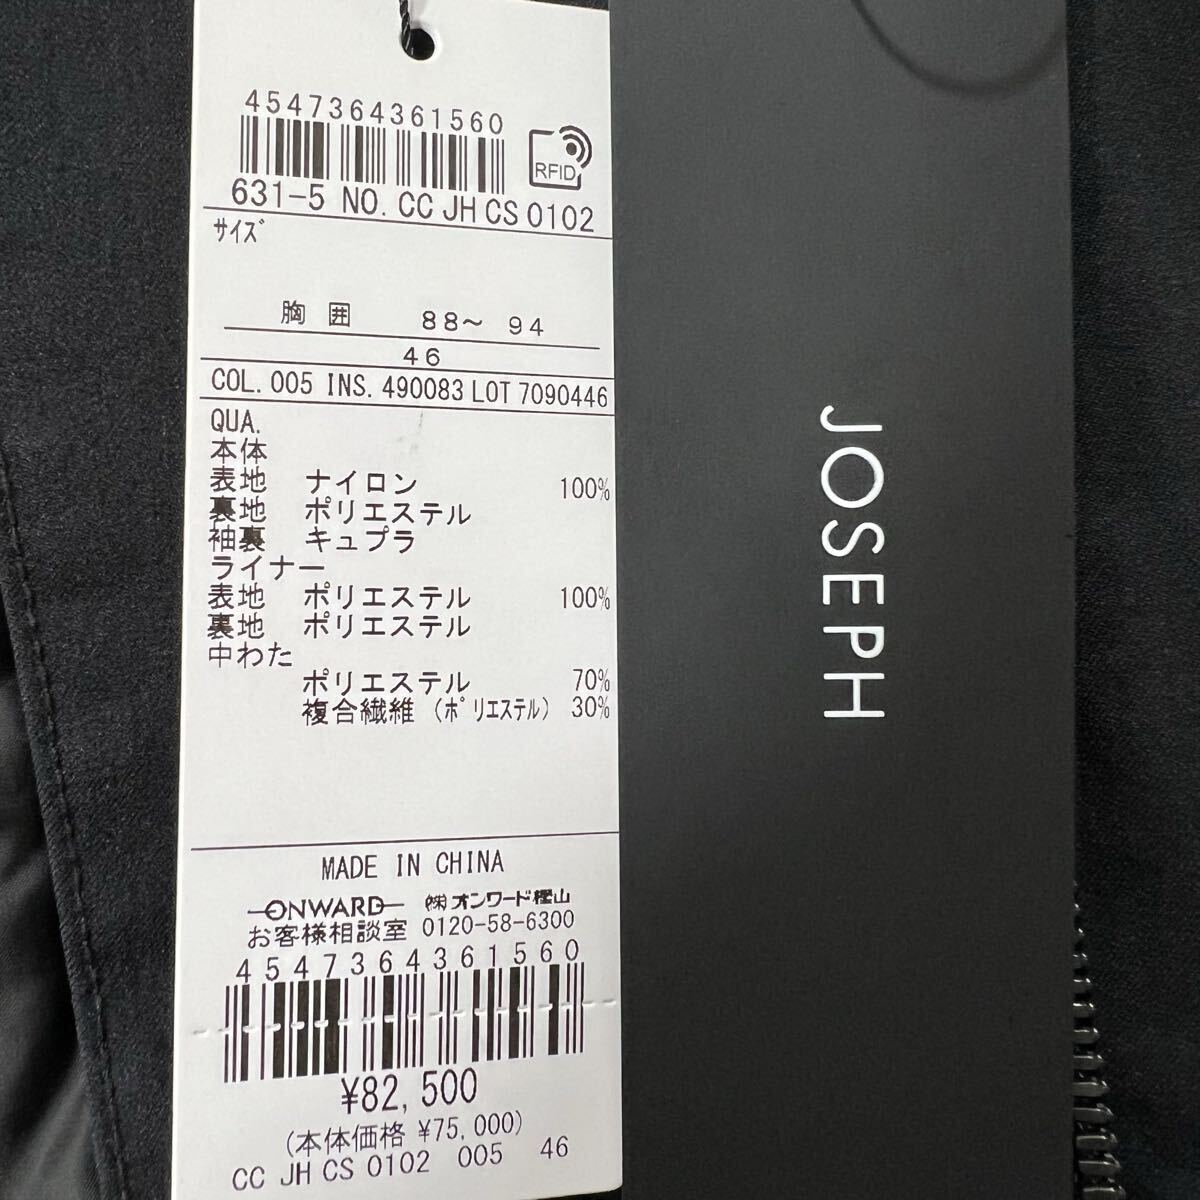 4547364361560
RFID
631-5 NO. CC JH CS 0102
サイズ
胸 囲 88~ 94
46
COL. 005 INS. 490083 LOT 7090446
QUA.
本体
表地 ナイロン 100%
裏地 ポリエステル
袖裏 キュプラ
ライナー
表地 ポリエステル 100%
裏地 ポリエステル
中わた
ポリエステル 70%
複合繊維 (ポリエステル) 30%
MADE IN CHINA
ONWARD ㈱オンワード樫山
お客様相談室 0120-58-6300
4547364361560
¥82,500
(本体価格 ¥75,000)
CC JH CS 0102 005 46
JOSEPH